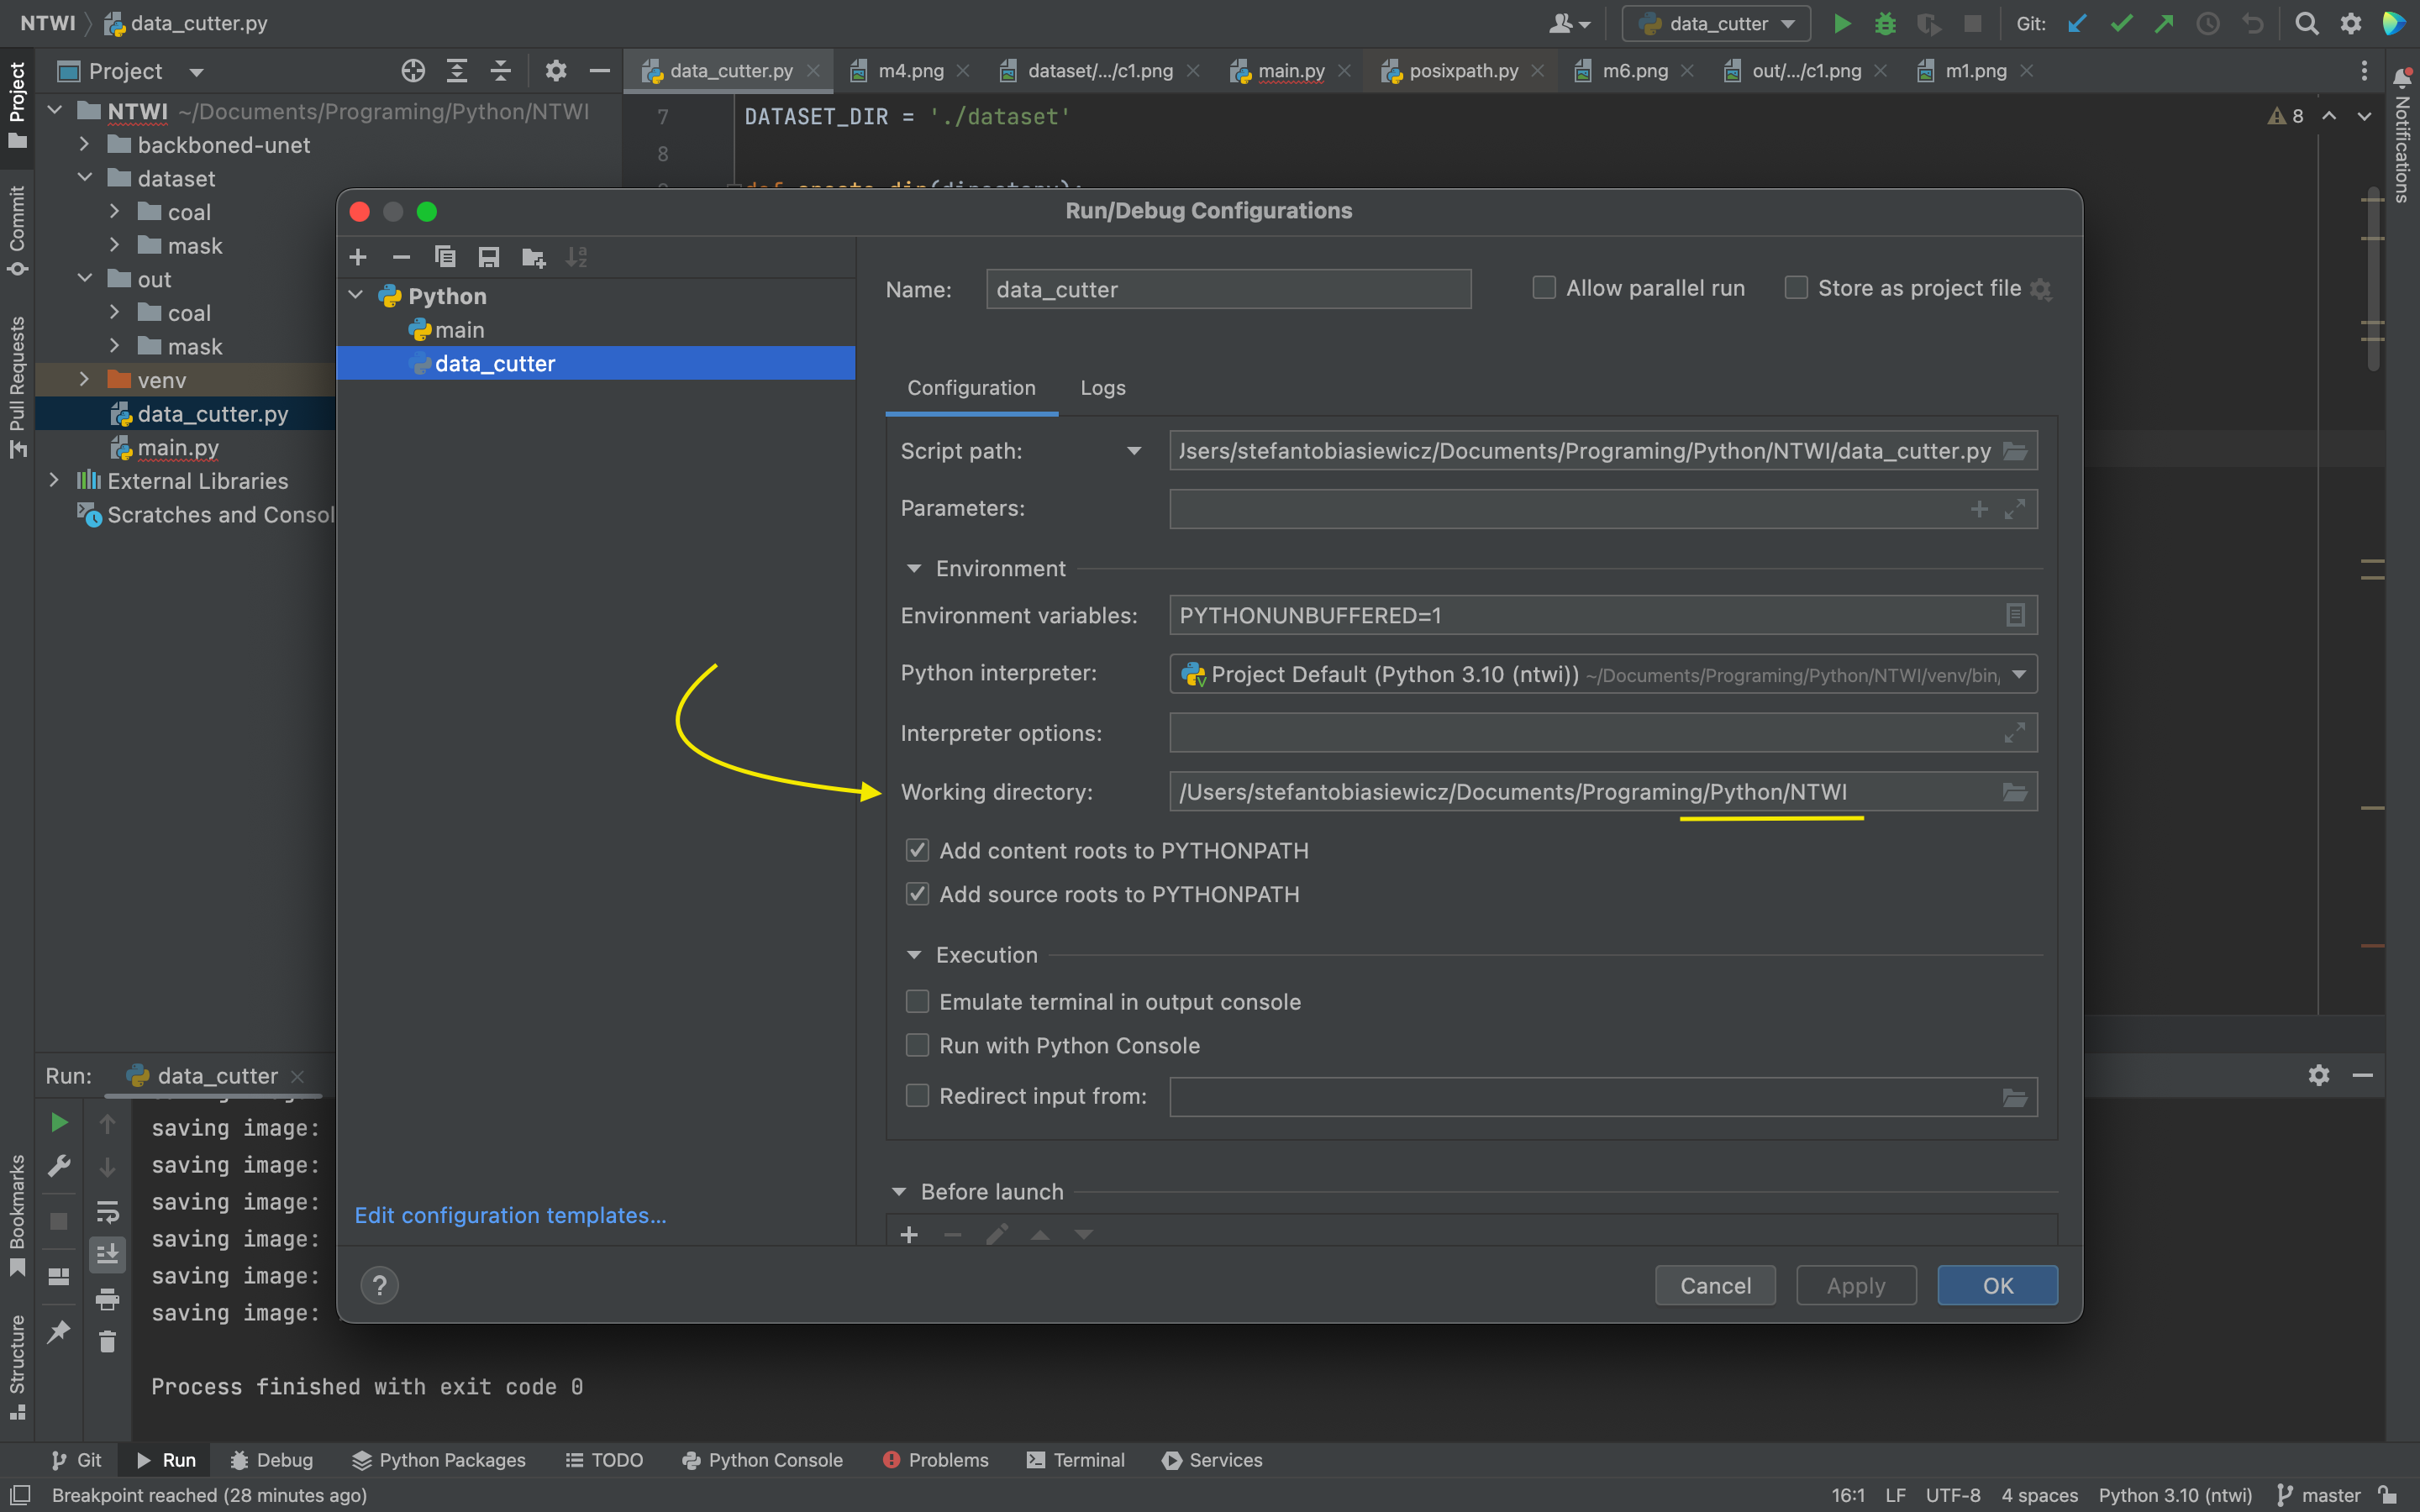 NTWI data_cutter.py
data_cutter
Git:
Project
data_cutter.py
m4.png
dataset/.../c1.png
main.py
posixpath.py
m6.png
out/.../c1.png
m1.png
Project
Commit
Pull Requests
Bookmarks
Structure
Notifications
NTWI ~/Documents/Programing/Python/NTWI
backboned-unet
dataset
coal
mask
out
coal
mask
venv
data_cutter.py
main.py
External Libraries
Scratches and Consol
7 DATASET_DIR = './dataset'
8
8
Run/Debug Configurations
Python
main
data_cutter
Edit configuration templates...
Name: data_cutter
Allow parallel run
Store as project file
Configuration
Logs
Script path: Jsers/stefantobiasiewicz/Documents/Programing/Python/NTWI/data_cutter.py
Parameters:
Environment
Environment variables: PYTHONUNBUFFERED=1
Python interpreter: Project Default (Python 3.10 (ntwi)) ~/Documents/Programing/Python/NTWI/venv/bin,
Interpreter options:
Working directory: /Users/stefantobiasiewicz/Documents/Programing/Python/NTWI
Add content roots to PYTHONPATH
Add source roots to PYTHONPATH
Execution
Emulate terminal in output console
Run with Python Console
Redirect input from:
Before launch
?
Cancel
Apply
OK
Run: data_cutter
saving image:
saving image:
saving image:
saving image:
saving image:
saving image:
Process finished with exit code 0
Git
Run
Debug
Python Packages
TODO
Python Console
Problems
Terminal
Services
Breakpoint reached (28 minutes ago)
16:1 LF UTF-8 4 spaces Python 3.10 (ntwi) master